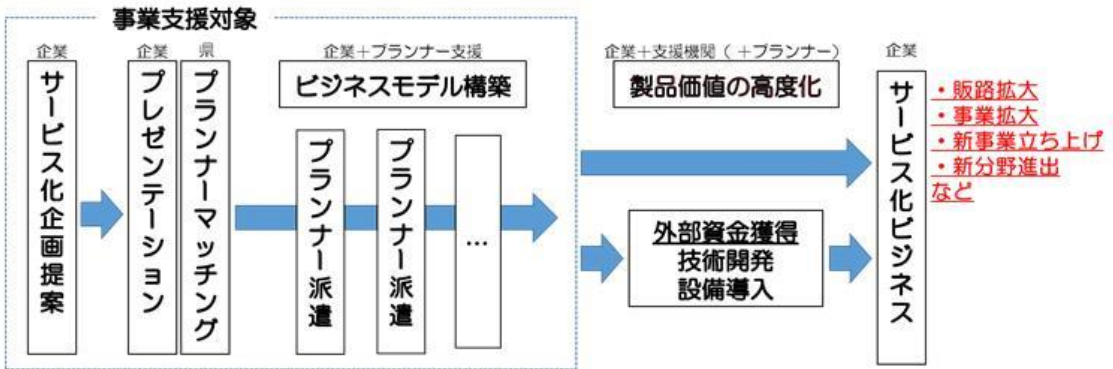 事業支援対象
企業
サービス化企画提案
企業
プレゼンテーション
県
プランナーマッチング
企業＋プランナー支援
ビジネスモデル構築
プランナー派遣
プランナー派遣
…
企業＋支援機関（＋プランナー）
製品価値の高度化
外部資金獲得
技術開発
設備導入
企業
サービス化ビジネス
・販路拡大
・事業拡大
・新事業立ち上げ
・新分野進出
など